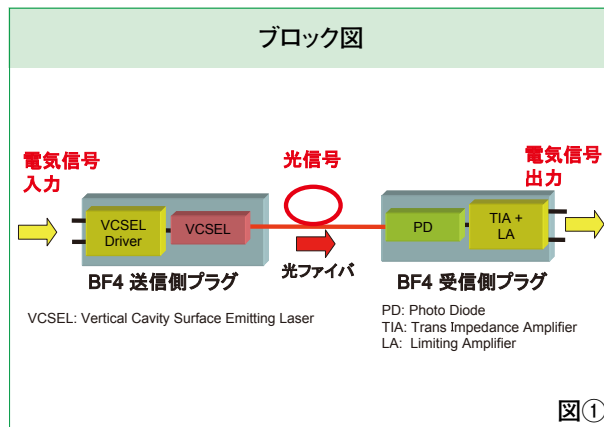 ブロック図
電気信号
入力
光信号
電気信号
出力
VCSEL
Driver
VCSEL
PD
TIA +
LA
BF4 送信側プラグ
光ファイバ
BF4 受信側プラグ
VCSEL: Vertical Cavity Surface Emitting Laser
PD: Photo Diode
TIA: Trans Impedance Amplifier
LA: Limiting Amplifier
図①